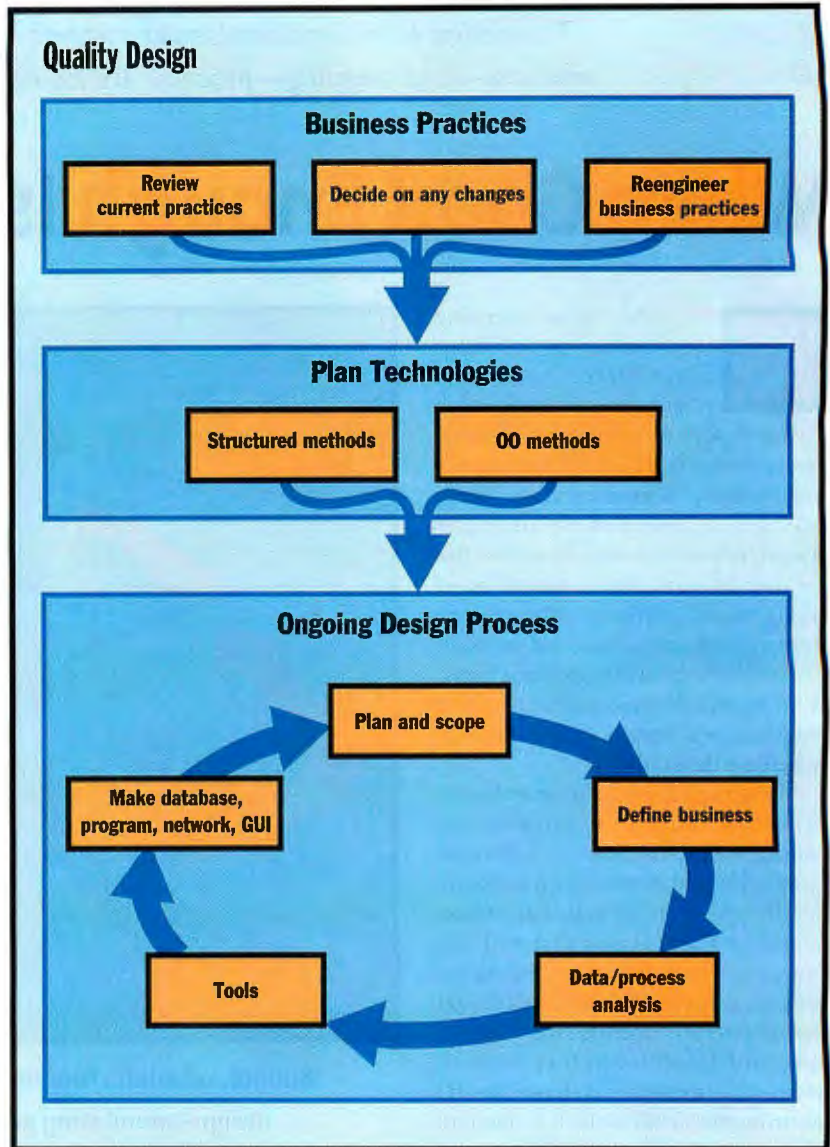 Quality Design
Business Practices
Review
current practices
Decide on any changes
Reengineer
business practices
Plan Technologies
Structured methods
OO methods
Ongoing Design Process
Plan and scope
Define business
Data/process
analysis
Tools
Make database,
program, network, GUI